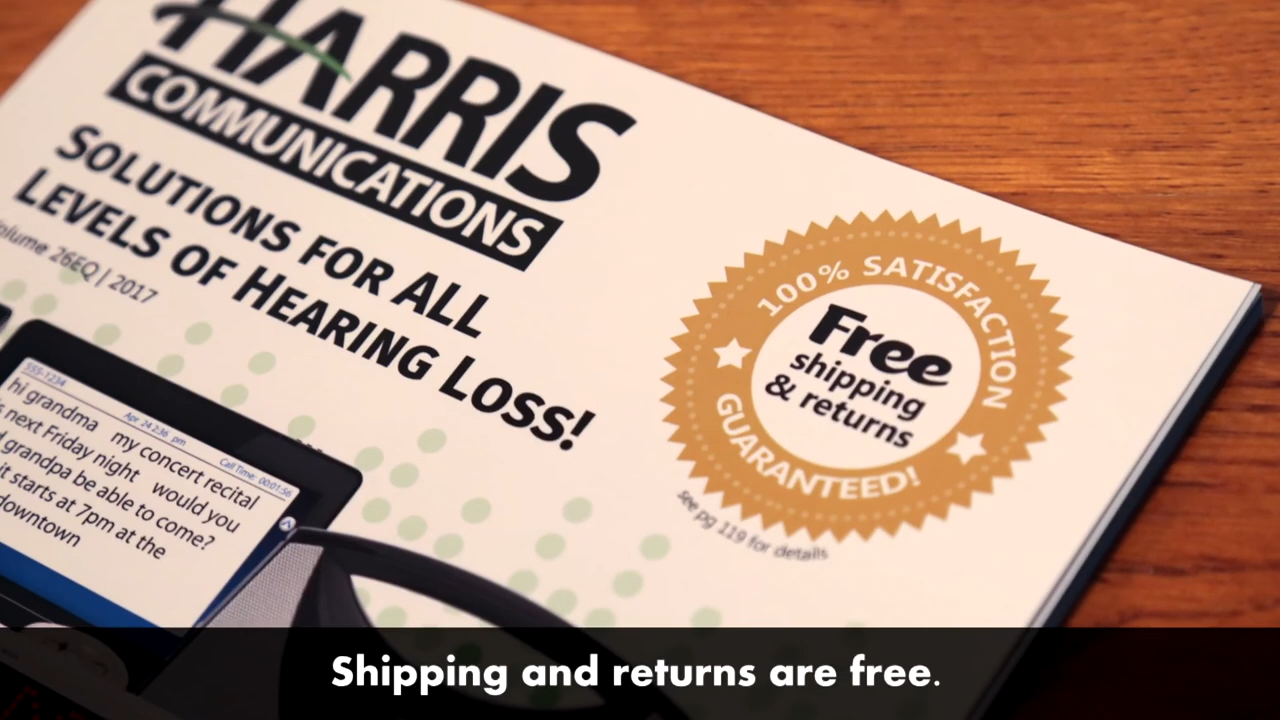 HARRIS
COMMUNICATIONS
SOLUTIONS FOR ALL
LEVELS OF HEARING LOSS!
Volume 26EQ | 2017
100% SATISFACTION
Free
shipping
& returns
GUARANTEED!
see pg 119 for details
555-1234
Apr 24 2:36 pm
Call Time: 00:01:56
hi grandma my concert recital
s next Friday night would you
grandpa be able to come?
it starts at 7pm at the
downtown
Shipping and returns are free.